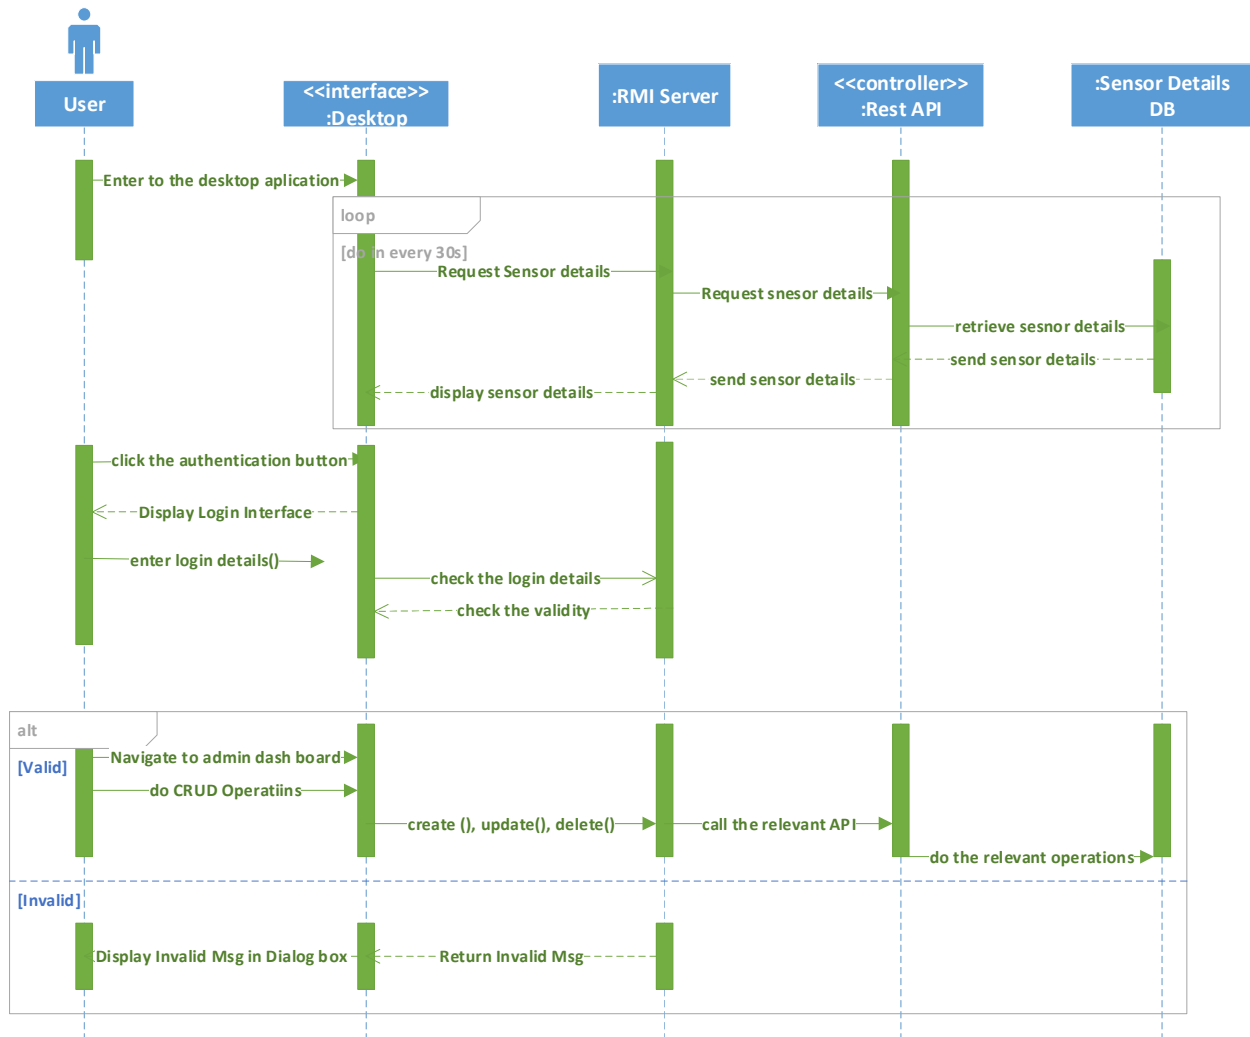 User
<<interface>>
:Desktop
:RMI Server
<<controller>>
:Rest API
:Sensor Details
DB
Enter to the desktop aplication
loop
[do in every 30s]
Request Sensor details
Request snesor details
retrieve sesnor details
send sensor details
send sensor details
display sensor details
click the authentication button
Display Login Interface
enter login details()
check the login details
check the validity
alt
[Valid]
Navigate to admin dash board
do CRUD Operatiins
create (), update(), delete()
call the relevant API
do the relevant operations
[Invalid]
Display Invalid Msg in Dialog box
Return Invalid Msg